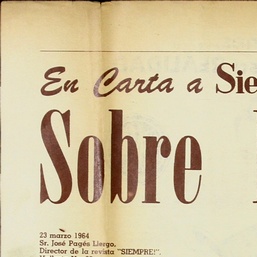 En Carta a Sie
Sobre
23 marzo 1964
Sr. José Pagés Llergo,
Director de la revista "SIEMPRE!".